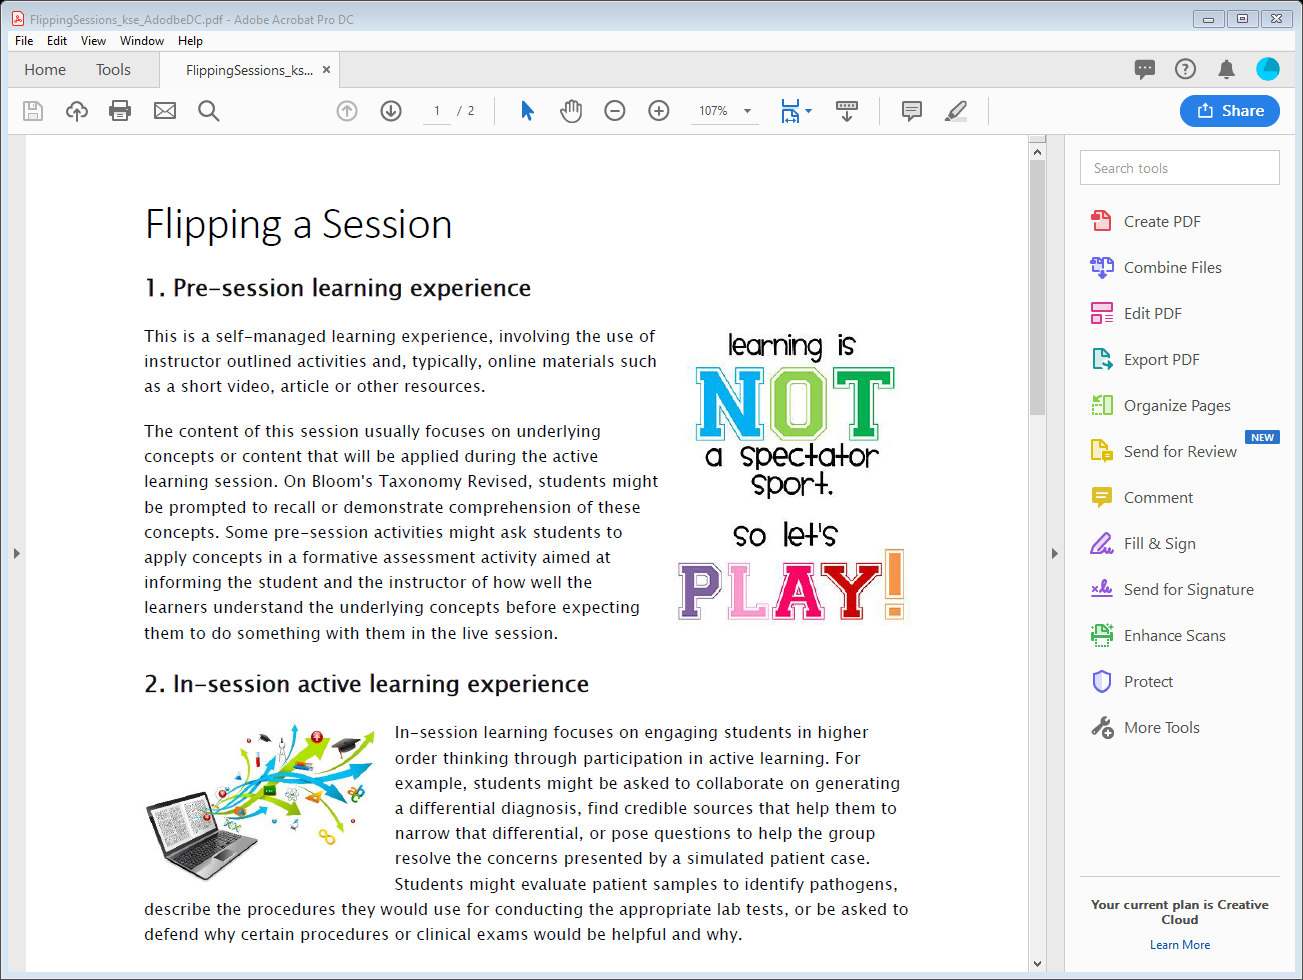 FlippingSessions_kse_AdodbeDC.pdf - Adobe Acrobat Pro DC
File Edit View Window Help
Home Tools FlippingSessions_ks... ×
1 / 2 107% Share
Search tools
Create PDF
Combine Files
Edit PDF
Export PDF
Organize Pages
NEW
Send for Review
Comment
Fill & Sign
Send for Signature
Enhance Scans
Protect
More Tools
Your current plan is Creative
Cloud
Learn More
Flipping a Session
1. Pre-session learning experience
This is a self-managed learning experience, involving the use of
instructor outlined activities and, typically, online materials such
as a short video, article or other resources.
The content of this session usually focuses on underlying
concepts or content that will be applied during the active
learning session. On Bloom's Taxonomy Revised, students might
be prompted to recall or demonstrate comprehension of these
concepts. Some pre-session activities might ask students to
apply concepts in a formative assessment activity aimed at
informing the student and the instructor of how well the
learners understand the underlying concepts before expecting
them to do something with them in the live session.
learning is
NOT
a spectator
sport.
so let's
PLAY!
2. In-session active learning experience
In-session learning focuses on engaging students in higher
order thinking through participation in active learning. For
example, students might be asked to collaborate on generating
a differential diagnosis, find credible sources that help them to
narrow that differential, or pose questions to help the group
resolve the concerns presented by a simulated patient case.
Students might evaluate patient samples to identify pathogens,
describe the procedures they would use for conducting the appropriate lab tests, or be asked to
defend why certain procedures or clinical exams would be helpful and why.